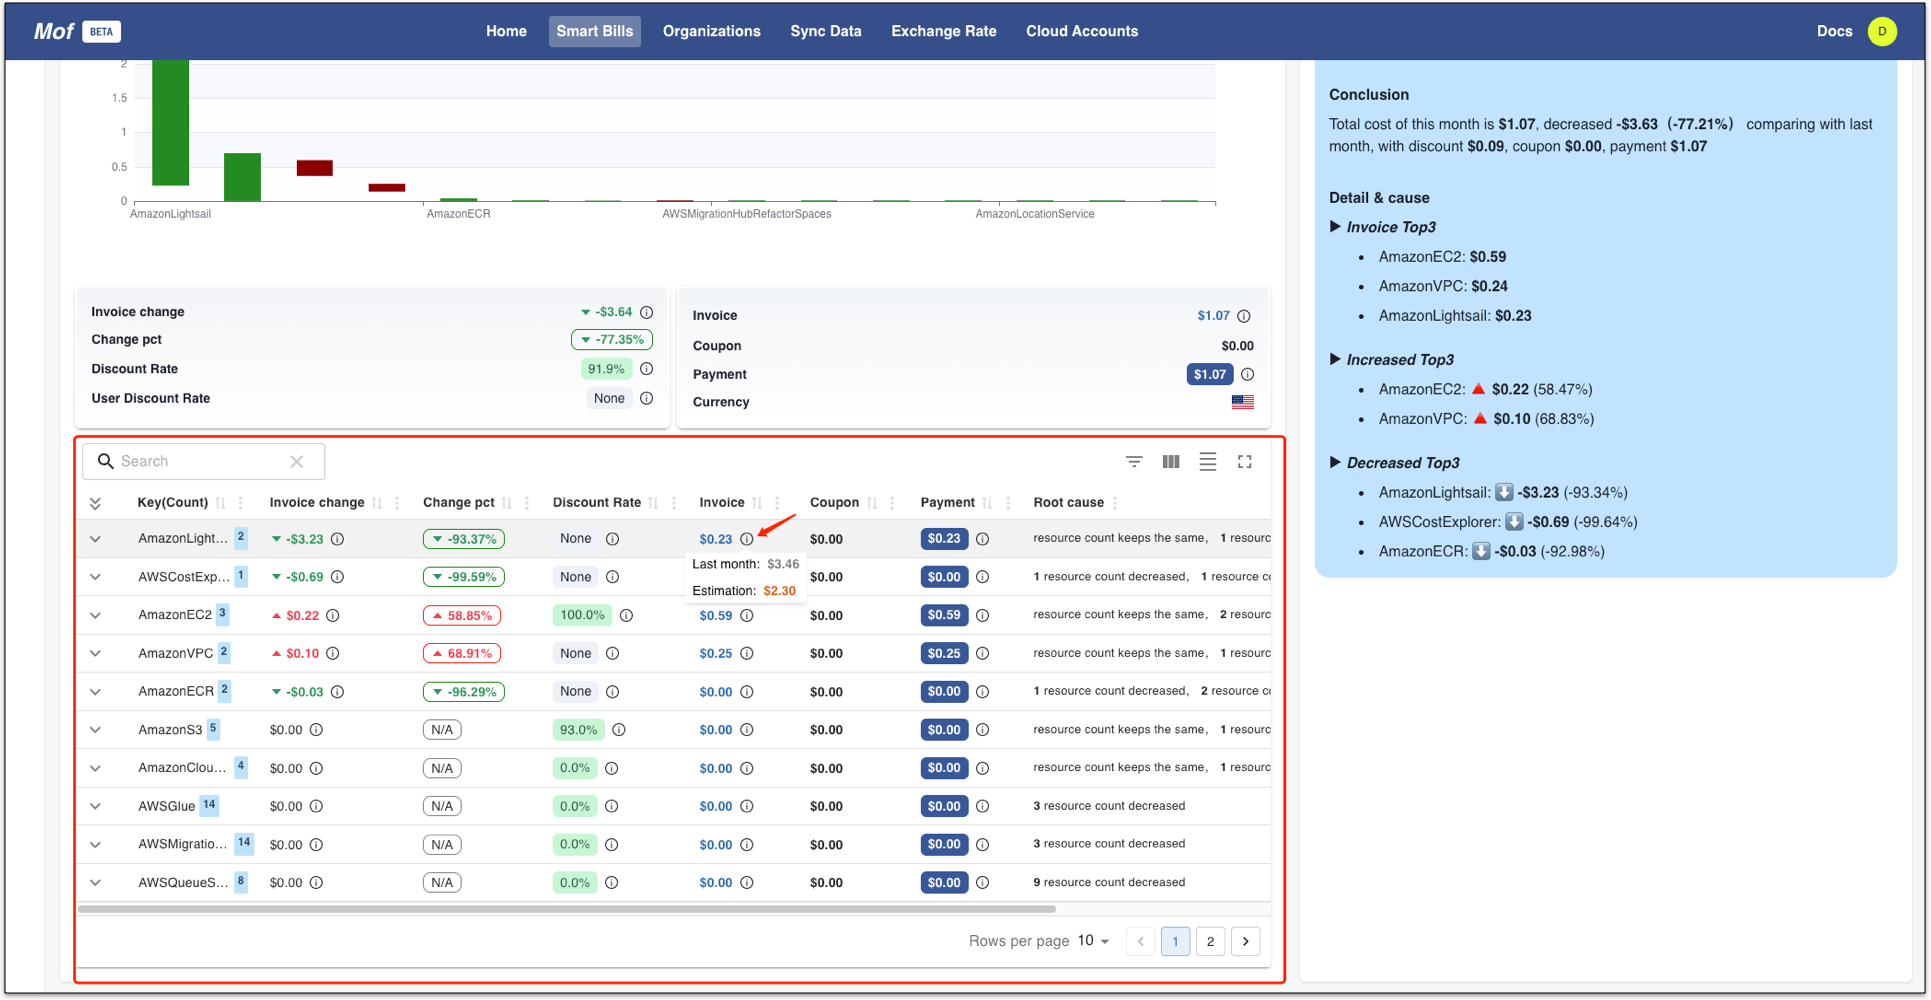 Mof BETA Home Smart Bills Organizations Sync Data Exchange Rate Cloud Accounts Docs D
2
1.5
1
0.5
0
AmazonLightsail AmazonECR AWSMigrationHubRefactorSpaces AmazonLocationService
Invoice change -$3.64
Change pct -77.35%
Discount Rate 91.9%
User Discount Rate None
Invoice $1.07
Coupon $0.00
Payment $1.07
Currency
Search
Key(Count) Invoice change Change pct Discount Rate Invoice Coupon Payment Root cause
AmazonLight... 2 -$3.23 -93.37% None $0.23 $0.00 $0.23 resource count keeps the same, 1 resourc
Last month: $3.46
Estimation: $2.30
AWSCostExp... 1 -$0.69 -99.59% None $0.00 $0.00 1 resource count decreased, 1 resource co
AmazonEC2 3 $0.22 58.85% 100.0% $0.59 $0.00 $0.59 resource count keeps the same, 2 resourc
AmazonVPC 2 $0.10 68.91% None $0.25 $0.00 $0.25 resource count keeps the same, 1 resourc
AmazonECR 2 -$0.03 -96.29% None $0.00 $0.00 $0.00 1 resource count decreased, 2 resource co
AmazonS3 5 $0.00 N/A 93.0% $0.00 $0.00 $0.00 resource count keeps the same, 1 resourc
AmazonClou... 4 $0.00 N/A 0.0% $0.00 $0.00 $0.00 resource count keeps the same, 1 resourc
AWSGlue 14 $0.00 N/A 0.0% $0.00 $0.00 $0.00 3 resource count decreased
AWSMigratio... 14 $0.00 N/A 0.0% $0.00 $0.00 $0.00 3 resource count decreased
AWSQueueS... 8 $0.00 N/A 0.0% $0.00 $0.00 $0.00 9 resource count decreased
Rows per page 10 1 2
Conclusion
Total cost of this month is $1.07, decreased -$3.63 (-77.21%) comparing with last
month, with discount $0.09, coupon $0.00, payment $1.07
Detail & cause
Invoice Top3
AmazonEC2: $0.59
AmazonVPC: $0.24
AmazonLightsail: $0.23
Increased Top3
AmazonEC2: $0.22 (58.47%)
AmazonVPC: $0.10 (68.83%)
Decreased Top3
AmazonLightsail: -$3.23 (-93.34%)
AWSCostExplorer: -$0.69 (-99.64%)
AmazonECR: -$0.03 (-92.98%)